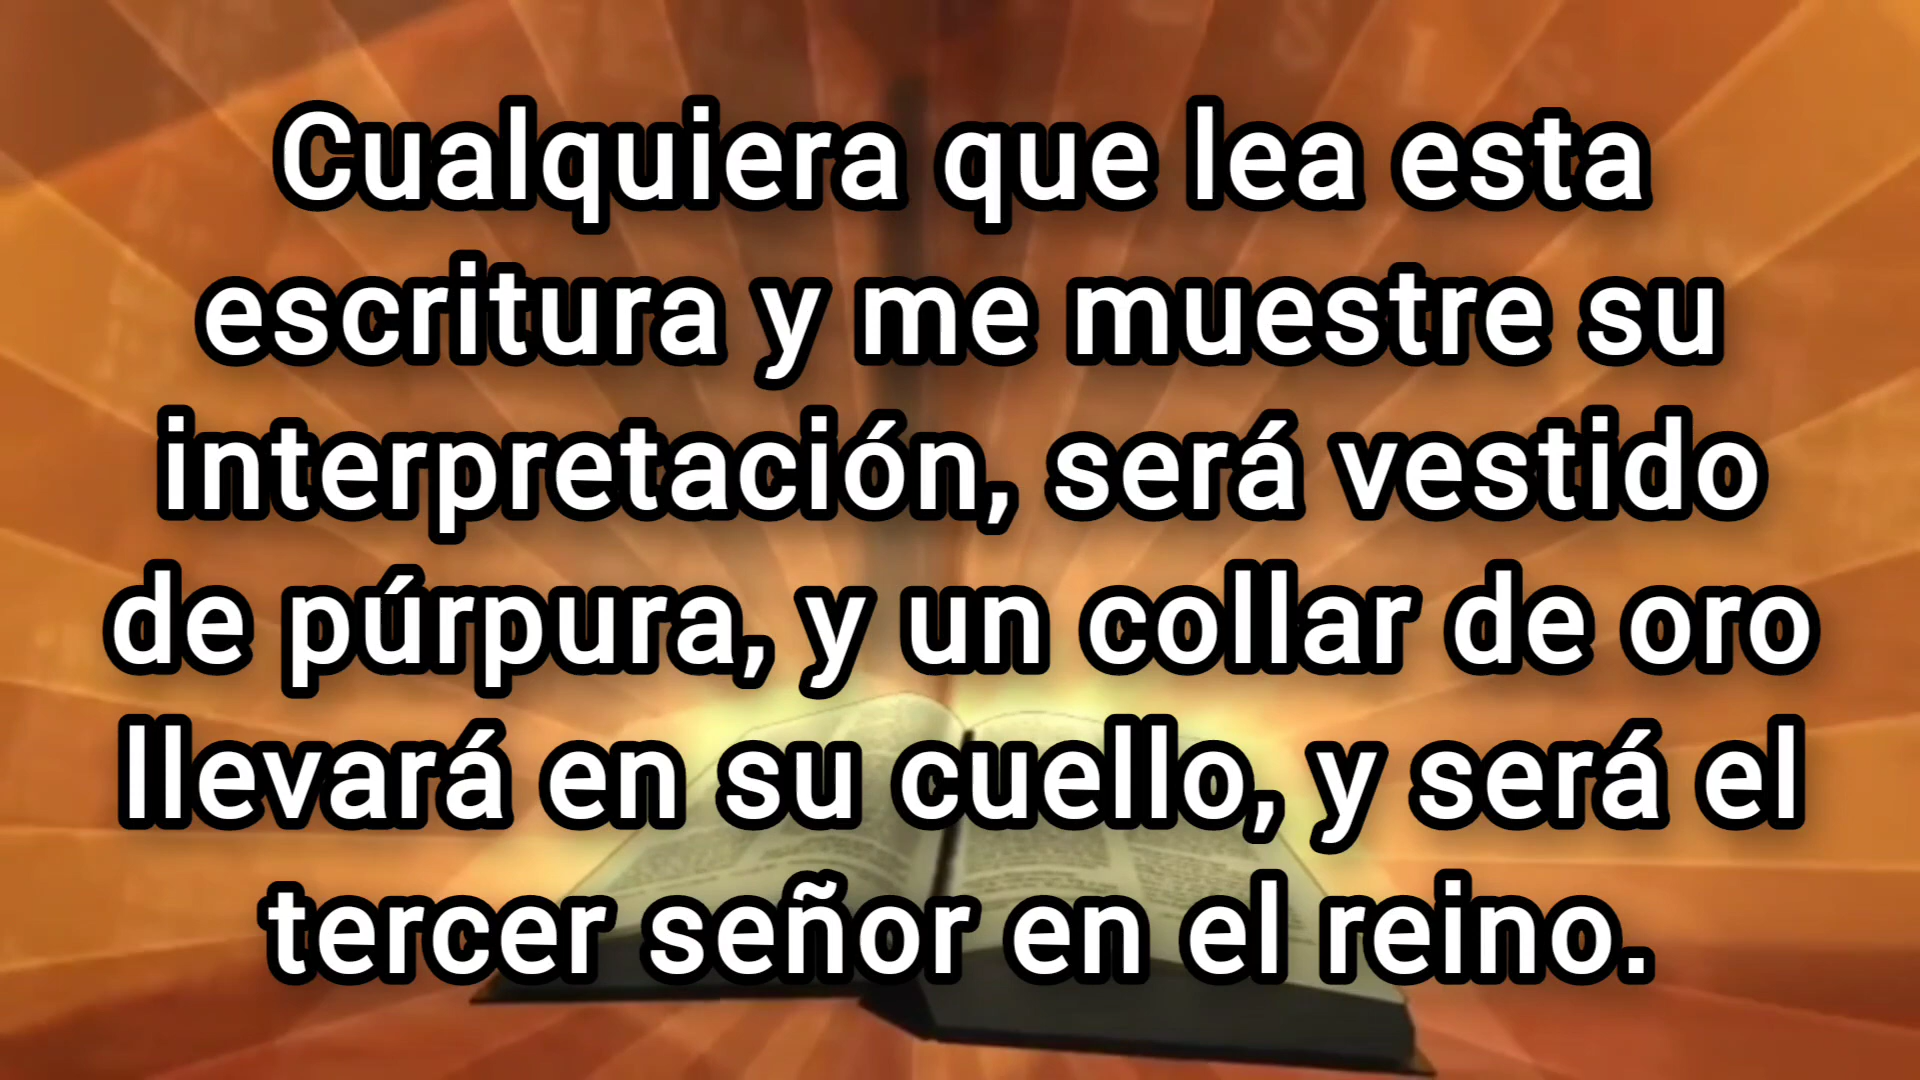 Cualquiera que lea esta
escritura y me muestre su
interpretación, será vestido
de púrpura, y un collar de oro
llevará en su cuello, y será el
tercer señor en el reino.